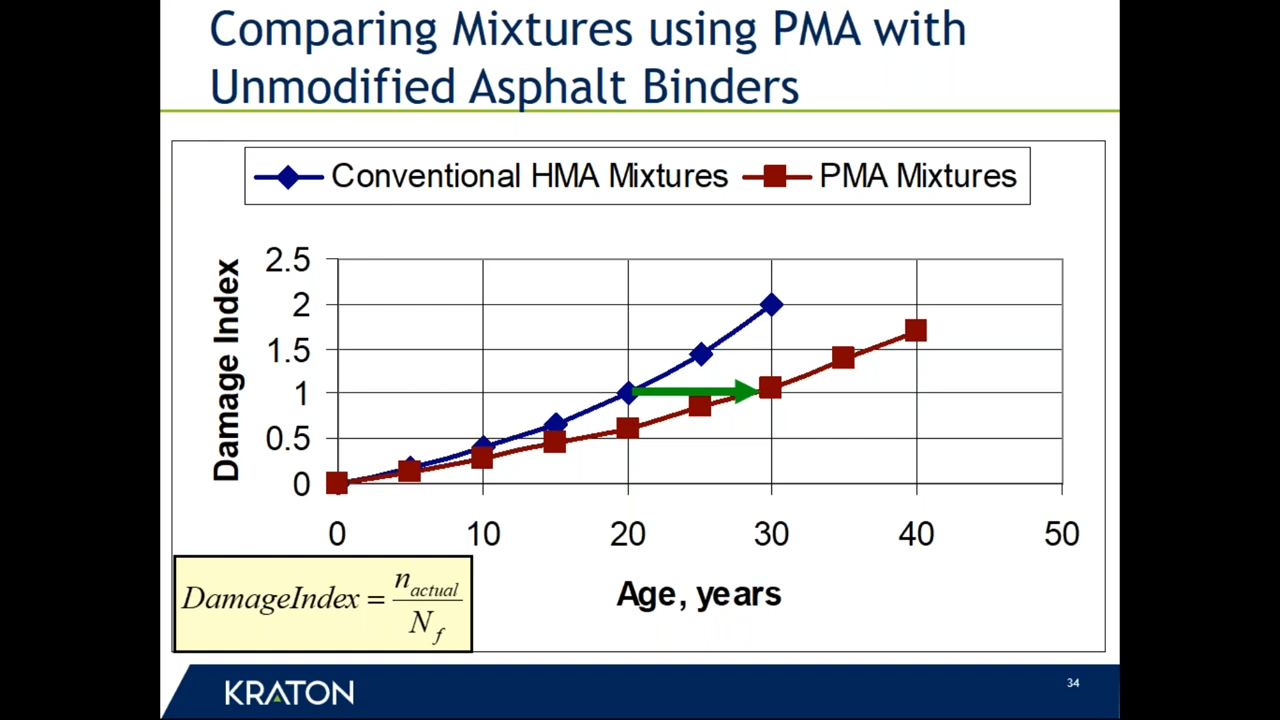 Comparing Mixtures using PMA with
Unmodified Asphalt Binders
Conventional HMA Mixtures PMA Mixtures
Damage Index
2.5
2
1.5
1
0.5
0
0 10 20 30 40 50
Age, years
DamageIndex = n_actual / N_f
KRATON
34